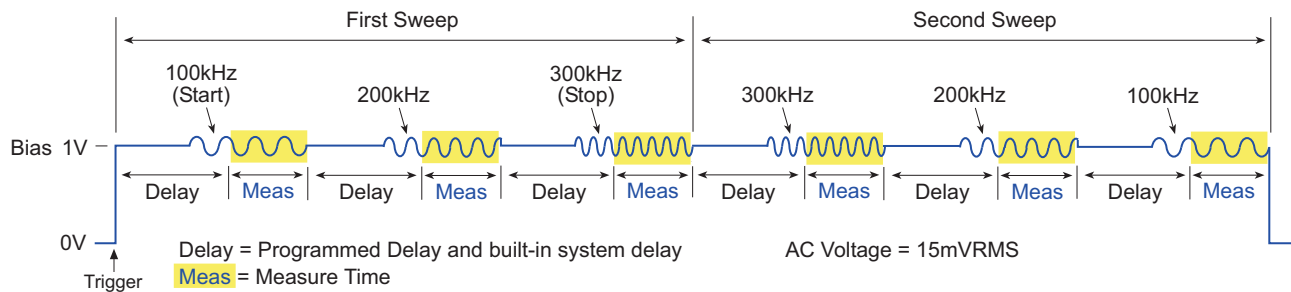 First Sweep
Second Sweep
100kHz
(Start)
200kHz
300kHz
(Stop)
300kHz
200kHz
100kHz
Bias 1V
Delay
Meas
Delay
Meas
Delay
Meas
Delay
Meas
Delay
Meas
Delay
Meas
0V
Trigger
Delay = Programmed Delay and built-in system delay
AC Voltage = 15mVRMS
Meas = Measure Time